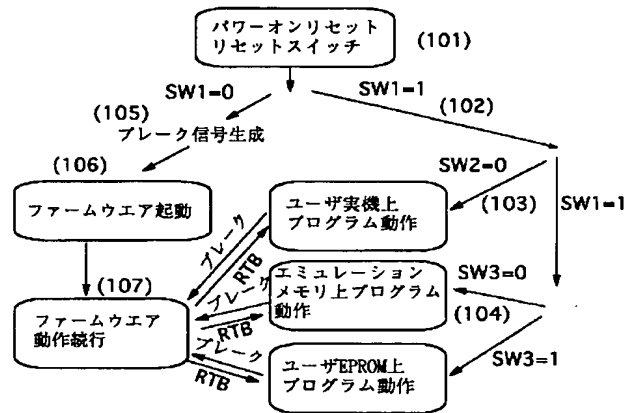 パワーオンリセット
リセットスイッチ
(101)
SW1=0
SW1=1
(102)
(105)
ブレーク信号生成
(106)
SW2=0
ファームウエア起動
ユーザ実機上
プログラム動作
(103)
SW1=1
ブレーク
RTB
(107)
エミュレーション
メモリ上プログラム
動作
SW3=0
ブレーク
RTB
(104)
ファームウエア
動作続行
ブレーク
RTB
ユーザEPROM上
プログラム動作
SW3=1